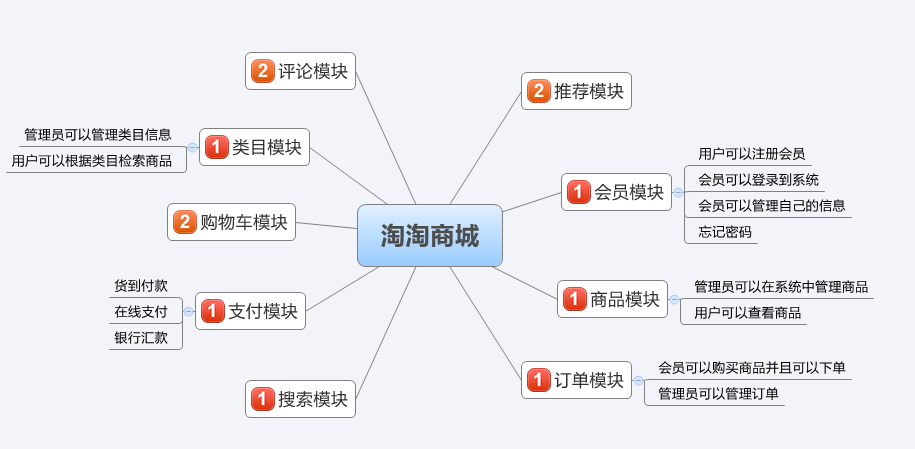 淘淘商城
2 推荐模块
1 会员模块
用户可以注册会员
会员可以登录到系统
会员可以管理自己的信息
忘记密码
1 商品模块
管理员可以在系统中管理商品
用户可以查看商品
1 订单模块
会员可以购买商品并且可以下单
管理员可以管理订单
2 评论模块
1 类目模块
管理员可以管理类目信息
用户可以根据类目检索商品
2 购物车模块
1 支付模块
货到付款
在线支付
银行汇款
1 搜索模块